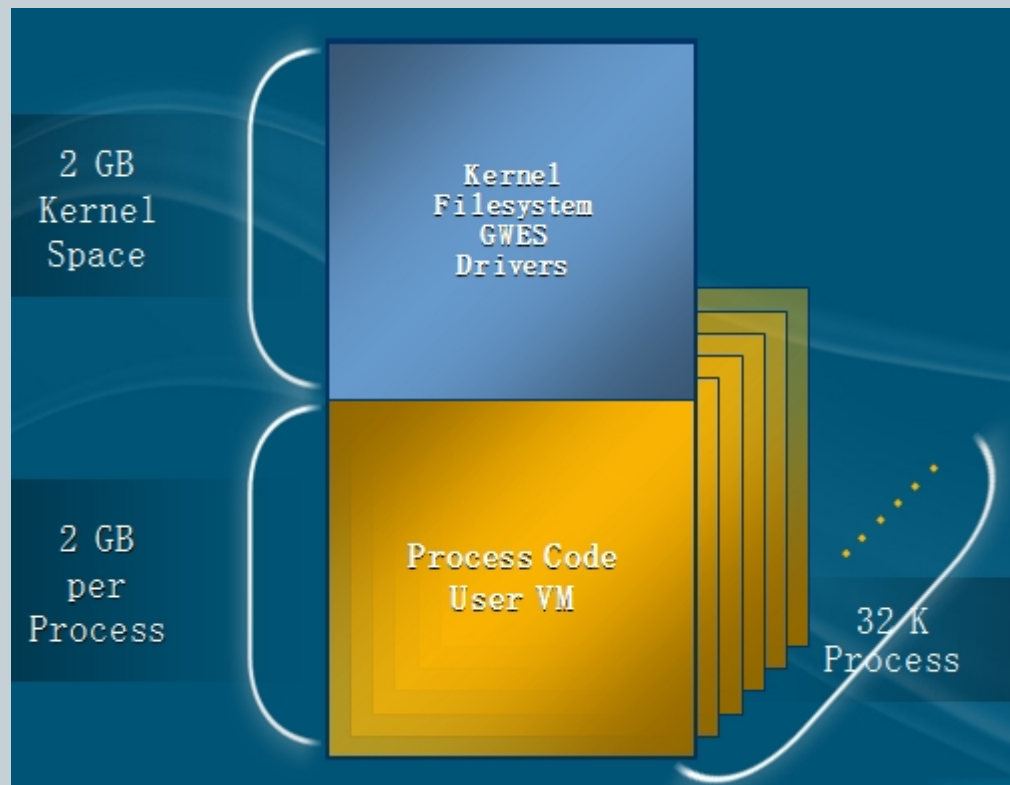 2 GB
Kernel
Space
Kernel
Filesystem
GWES
Drivers
2 GB
per
Process
Process Code
User VM
32 K
Process